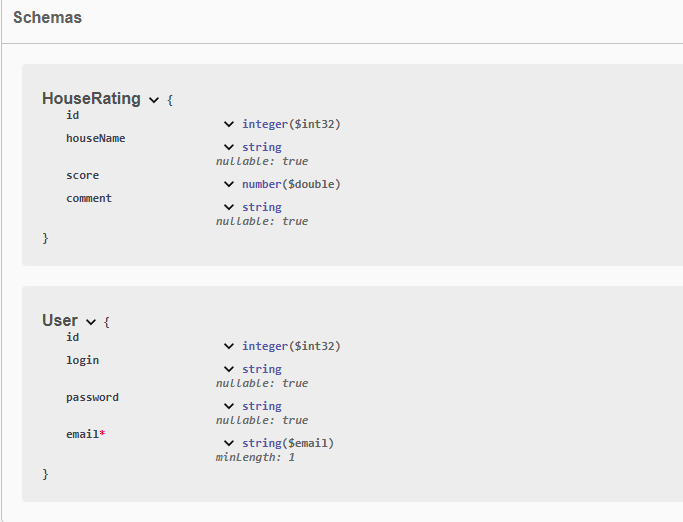 Schemas
HouseRating {
id
integer($int32)
houseName
string
nullable: true
score
number($double)
comment
string
nullable: true
}
User {
id
integer($int32)
login
string
nullable: true
password
string
nullable: true
email*
string($email)
minLength: 1
}